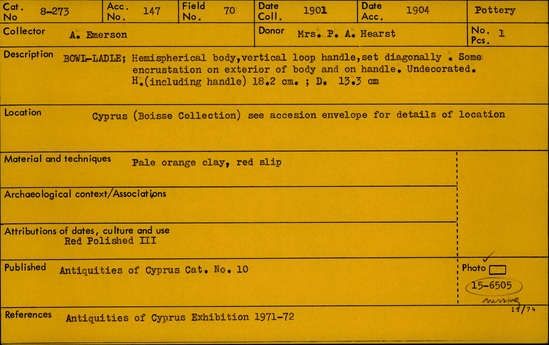 Cat. No 8-273 Acc. No. 147 Field No. 70 Date Coll. 1901 Date Acc. 1904 Pottery
Collector A. Emerson Donor Mrs. P. A. Hearst No. Pcs. 1
Description BOWL-LADLE; Hemispherical body,vertical loop handle,set diagonally . Some
encrustation on exterior of body and on handle. Undecorated.
H.(including handle) 18.2 cm. ; D. 13.3 cm
Location Cyprus (Boisse Collection) see accesion envelope for details of location
Material and techniques Pale orange clay, red slip
Archaeological context/Associations
Attributions of dates, culture and use
Red Polished III
Published Antiquities of Cyprus Cat. No. 10 Photo
15-6505
19/74
References Antiquities of Cyprus Exhibition 1971-72